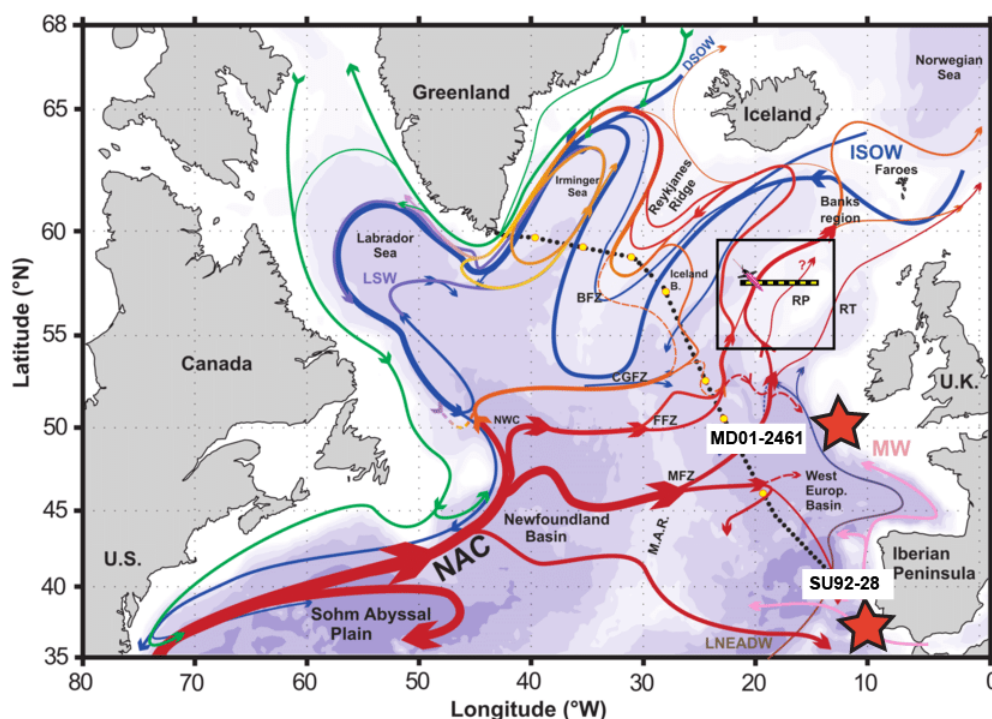 68
65
60
55
50
45
40
35
Latitude (°N)
80
70
60
50
40
30
20
10
0
Longitude (°W)
Greenland
DSOW
Norwegian
Sea
Iceland
ISOW
Faroes
Irminger
Sea
Reykjanes
Ridge
Banks
region
Labrador
Sea
LSW
Iceland
B.
BFZ
?
RP
RT
Canada
CGFZ
U.K.
NWC
FFZ
MD01-2461
MW
MFZ
West
Europ.
Basin
Newfoundland
Basin
M.A.R.
NAC
U.S.
Iberian
Peninsula
SU92-28
Sohm Abyssal
Plain
LNEADW